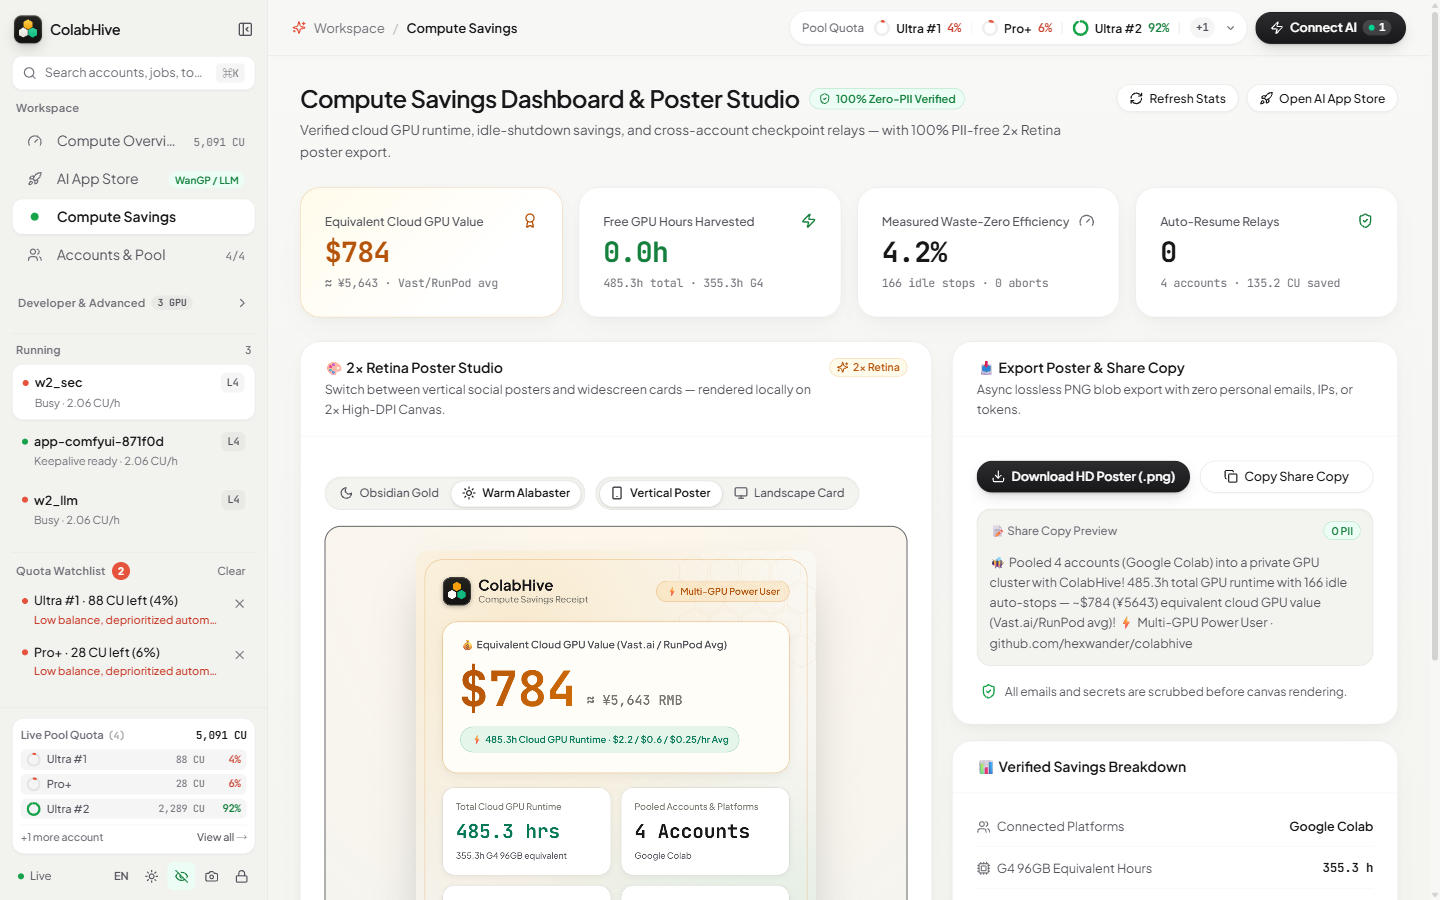 ColabHive
Search accounts, jobs, to...
⌘K
Workspace
Compute Overvi...
5,091 CU
AI App Store
WanGP / LLM
Compute Savings
Accounts & Pool
4/4
Developer & Advanced
3 GPU
Running
3
w2_sec
L4
Busy · 2.06 CU/h
app-comfyui-871f0d
L4
Keepalive ready · 2.06 CU/h
w2_llm
L4
Busy · 2.06 CU/h
Quota Watchlist
2
Clear
Ultra #1 · 88 CU left (4%)
Low balance, deprioritized autom...
Pro+ · 28 CU left (6%)
Low balance, deprioritized autom...
Live Pool Quota (4)
5,091 CU
Ultra #1
88 CU
4%
Pro+
28 CU
6%
Ultra #2
2,289 CU
92%
+1 more account
View all →
Live
EN
Workspace / Compute Savings
Pool Quota
Ultra #1 4%
Pro+ 6%
Ultra #2 92%
+1
Connect AI
1
Compute Savings Dashboard & Poster Studio
100% Zero-PII Verified
Refresh Stats
Open AI App Store
Verified cloud GPU runtime, idle-shutdown savings, and cross-account checkpoint relays — with 100% PII-free 2x Retina
poster export.
Equivalent Cloud GPU Value
$784
≈ ¥5,643 · Vast/RunPod avg
Free GPU Hours Harvested
0.0h
485.3h total · 355.3h G4
Measured Waste-Zero Efficiency
4.2%
166 idle stops · 0 aborts
Auto-Resume Relays
0
4 accounts · 135.2 CU saved
2x Retina Poster Studio
2x Retina
Switch between vertical social posters and widescreen cards — rendered locally on
2x High-DPI Canvas.
Obsidian Gold
Warm Alabaster
Vertical Poster
Landscape Card
ColabHive
Compute Savings Receipt
Multi-GPU Power User
Equivalent Cloud GPU Value (Vast.ai / RunPod Avg)
$784
≈ ¥5,643 RMB
485.3h Cloud GPU Runtime · $2.2 / $0.6 / $0.25/hr Avg
Total Cloud GPU Runtime
485.3 hrs
355.3h G4 96GB equivalent
Pooled Accounts & Platforms
4 Accounts
Google Colab
Export Poster & Share Copy
Async lossless PNG blob export with zero personal emails, IPs, or
tokens.
Download HD Poster (.png)
Copy Share Copy
Share Copy Preview
0 PII
Pooled 4 accounts (Google Colab) into a private GPU
cluster with ColabHive! 485.3h total GPU runtime with 166 idle
auto-stops — ~$784 (¥5643) equivalent cloud GPU value
(Vast.ai/RunPod avg)! Multi-GPU Power User ·
github.com/hexwander/colabhive
All emails and secrets are scrubbed before canvas rendering.
Verified Savings Breakdown
Connected Platforms
Google Colab
G4 96GB Equivalent Hours
355.3 h